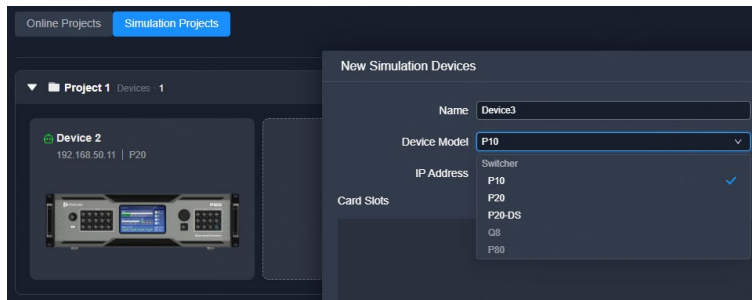 Online Projects
Simulation Projects
Project 1 Devices · 1
Device 2
192.168.50.11 | P20
New Simulation Devices
Name Device3
Device Model P10
Switcher
P10
P20
P20-DS
Q8
P80
IP Address
Card Slots